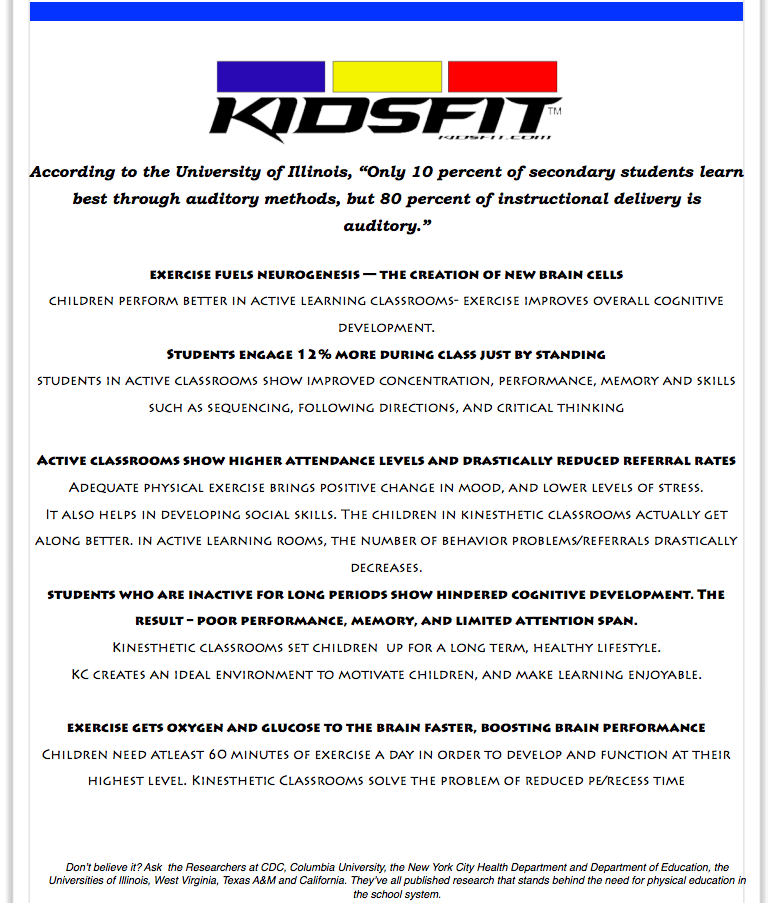 KIDSFIT™
KIDSFIT.COM
According to the University of Illinois, “Only 10 percent of secondary students learn
best through auditory methods, but 80 percent of instructional delivery is
auditory.”
EXERCISE FUELS NEUROGENESIS — THE CREATION OF NEW BRAIN CELLS
CHILDREN PERFORM BETTER IN ACTIVE LEARNING CLASSROOMS- EXERCISE IMPROVES OVERALL COGNITIVE
DEVELOPMENT.
STUDENTS ENGAGE 12% MORE DURING CLASS JUST BY STANDING
STUDENTS IN ACTIVE CLASSROOMS SHOW IMPROVED CONCENTRATION, PERFORMANCE, MEMORY AND SKILLS
SUCH AS SEQUENCING, FOLLOWING DIRECTIONS, AND CRITICAL THINKING
ACTIVE CLASSROOMS SHOW HIGHER ATTENDANCE LEVELS AND DRASTICALLY REDUCED REFERRAL RATES
ADEQUATE PHYSICAL EXERCISE BRINGS POSITIVE CHANGE IN MOOD, AND LOWER LEVELS OF STRESS.
IT ALSO HELPS IN DEVELOPING SOCIAL SKILLS. THE CHILDREN IN KINESTHETIC CLASSROOMS ACTUALLY GET
ALONG BETTER. IN ACTIVE LEARNING ROOMS, THE NUMBER OF BEHAVIOR PROBLEMS/REFERRALS DRASTICALLY
DECREASES.
STUDENTS WHO ARE INACTIVE FOR LONG PERIODS SHOW HINDERED COGNITIVE DEVELOPMENT. THE
RESULT – POOR PERFORMANCE, MEMORY, AND LIMITED ATTENTION SPAN.
KINESTHETIC CLASSROOMS SET CHILDREN UP FOR A LONG TERM, HEALTHY LIFESTYLE.
KC CREATES AN IDEAL ENVIRONMENT TO MOTIVATE CHILDREN, AND MAKE LEARNING ENJOYABLE.
EXERCISE GETS OXYGEN AND GLUCOSE TO THE BRAIN FASTER, BOOSTING BRAIN PERFORMANCE
CHILDREN NEED ATLEAST 60 MINUTES OF EXERCISE A DAY IN ORDER TO DEVELOP AND FUNCTION AT THEIR
HIGHEST LEVEL. KINESTHETIC CLASSROOMS SOLVE THE PROBLEM OF REDUCED PE/RECESS TIME
Don't believe it? Ask the Researchers at CDC, Columbia University, the New York City Health Department and Department of Education, the
Universities of Illinois, West Virginia, Texas A&M and California. They've all published research that stands behind the need for physical education in
the school system.